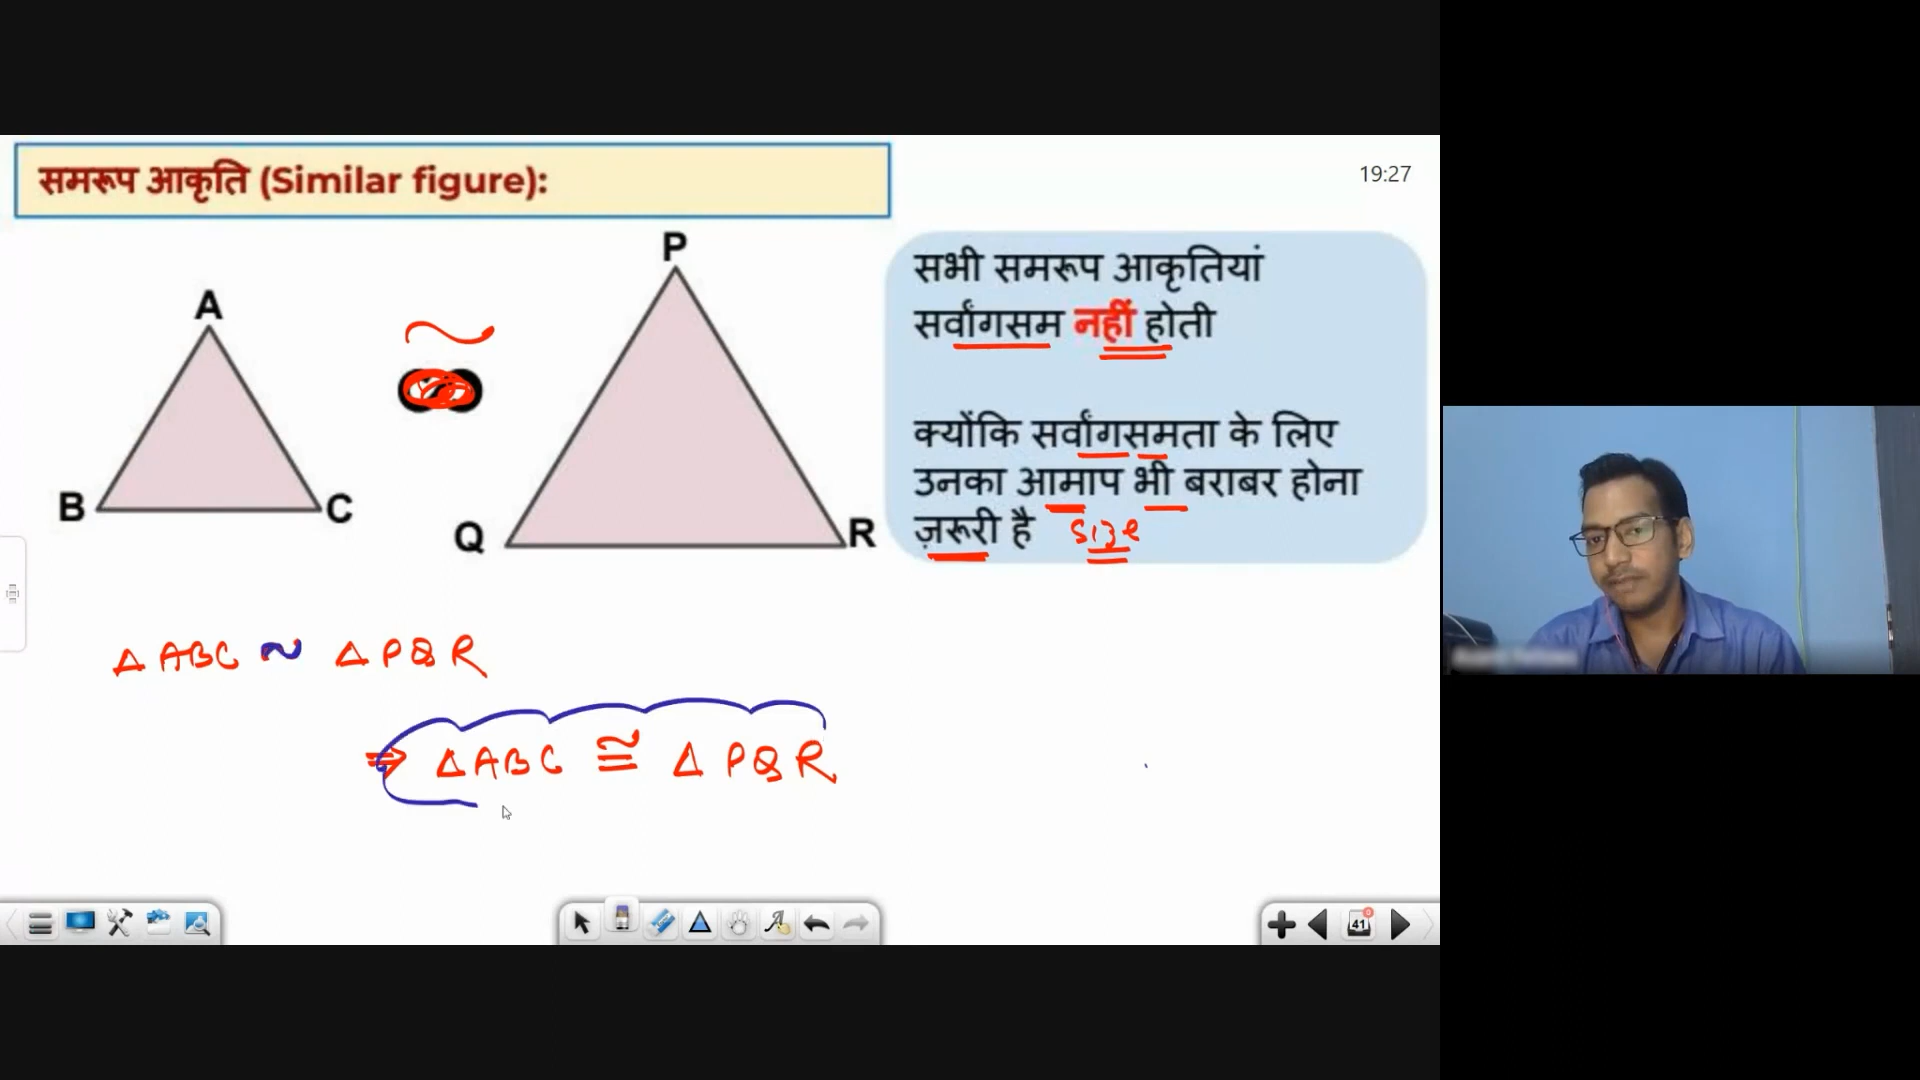 समरूप आकृति (Similar figure):
19:27
A
B
C
~
P
Q
R
सभी समरूप आकृतियां
सर्वांगसम नहीं होती
क्योंकि सर्वांगसमता के लिए
उनका आमाप भी बराबर होना
ज़रूरी है size
Δ ABC ~ Δ PQR
⇒ Δ ABC ≅ Δ PQR
41